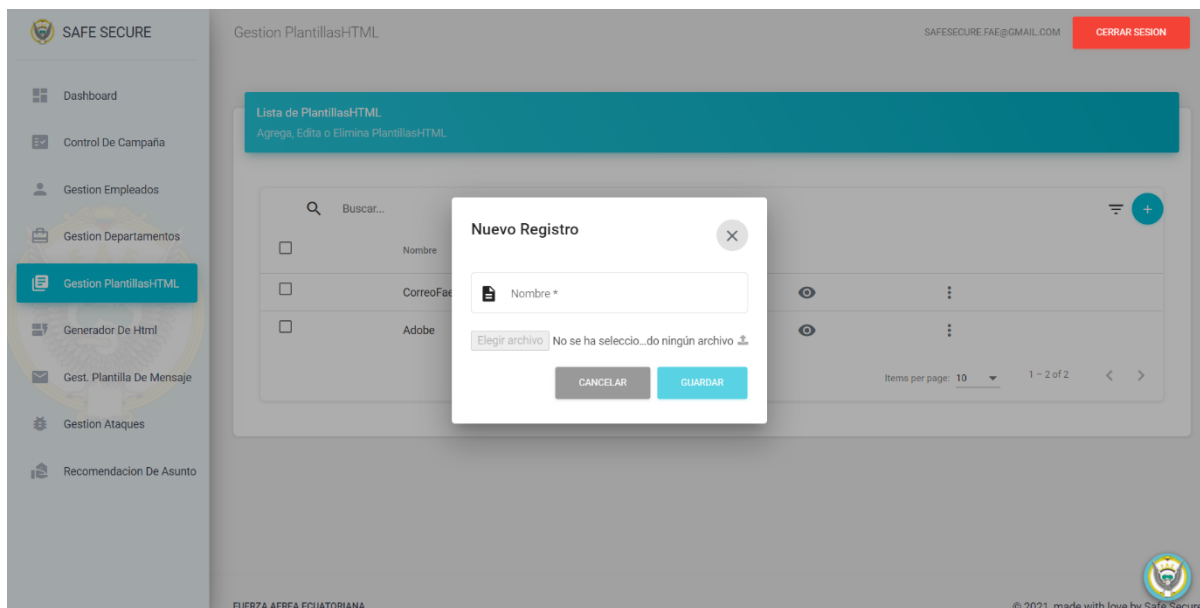 SAFE SECURE
Gestion PlantillasHTML
SAFESECURE.FAE@GMAIL.COM
CERRAR SESION
Dashboard
Control De Campaña
Gestion Empleados
Gestion Departamentos
Gestion PlantillasHTML
Generador De Html
Gest. Plantilla De Mensaje
Gestion Ataques
Recomendacion De Asunto
Lista de PlantillasHTML
Agrega, Edita o Elimina PlantillasHTML
Buscar...
Nombre
CorreoFae
Adobe
Items per page: 10
1 – 2 of 2
Nuevo Registro
Nombre *
Elegir archivo No se ha seleccio...do ningún archivo
CANCELAR
GUARDAR
FUERZA AEREA ECUATORIANA
© 2021, made with love by Safe Secure